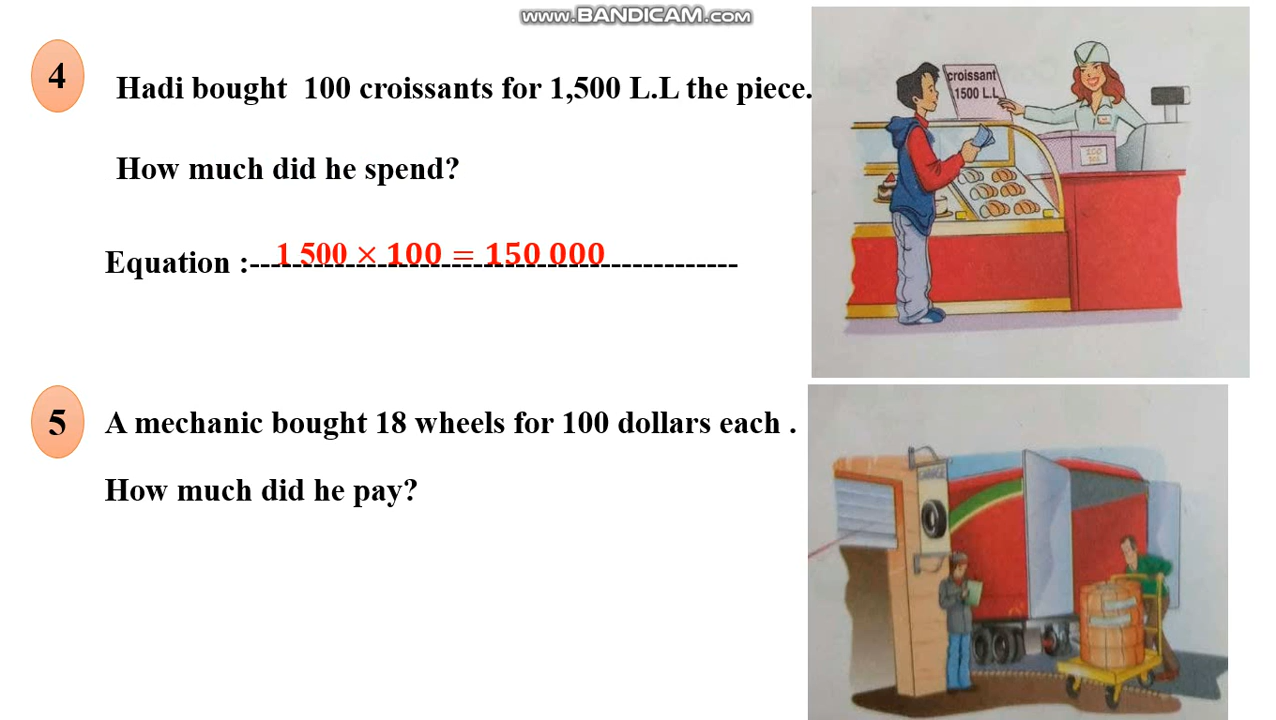 www.BANDICAM.com
4
Hadi bought 100 croissants for 1,500 L.L the piece.
How much did he spend?
Equation :----------------------------------------------
1 500 × 100 = 150 000
croissant
1500 L.L
5
A mechanic bought 18 wheels for 100 dollars each .
How much did he pay?
GARAGE